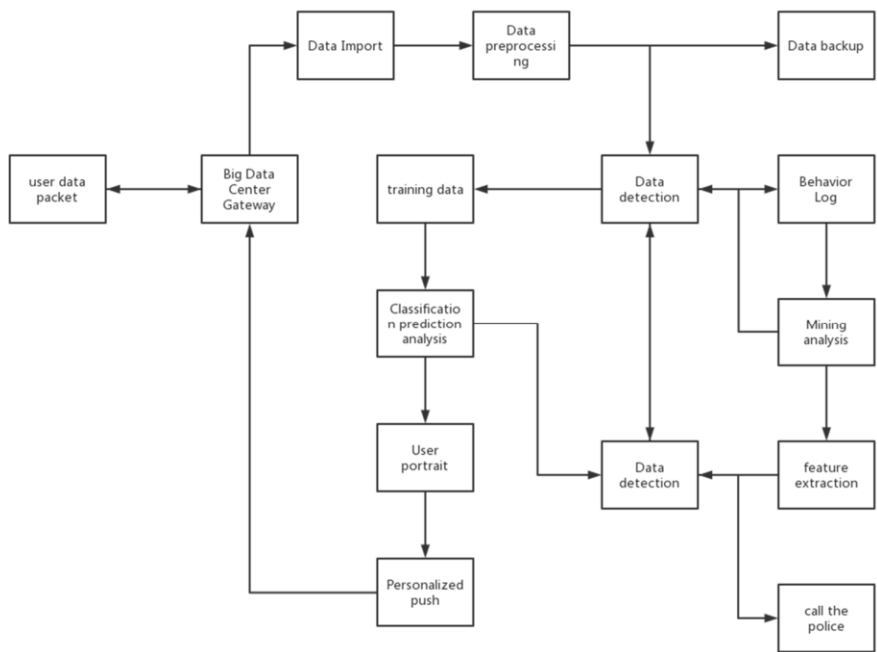 Data Import
Data
preprocessi
ng
Data backup
user data
packet
Big Data
Center
Gateway
training data
Data
detection
Behavior
Log
Classificatio
n prediction
analysis
Mining
analysis
User
portrait
Data
detection
feature
extraction
Personalized
push
call the
police